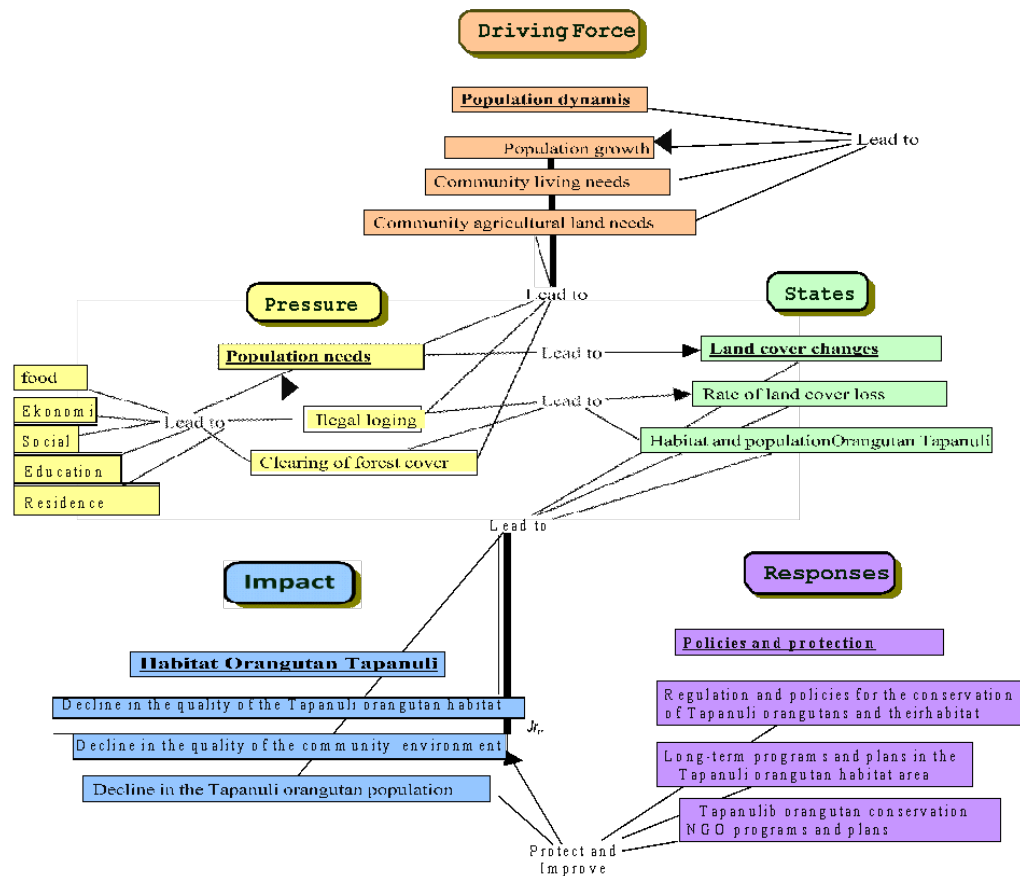 Driving Force
Population dynamis
Population growth
Lead to
Community living needs
Community agricultural land needs
Lead to
Pressure
States
Population needs
Lead to
Land cover changes
food
Ekonomi
Social
Education
Residence
Lead to
Ilegal loging
Lead to
Rate of land cover loss
Clearing of forest cover
Habitat and populationOrangutan Tapanuli
Lead to
Impact
Responses
Habitat Orangutan Tapanuli
Policies and protection
Decline in the quality of the Tapanuli orangutan habitat
Decline in the quality of the community environment
Decline in the Tapanuli orangutan population
Regulation and policies for the conservation
of Tapanuli orangutans and theirhabitat
Long-term programs and plans in the
Tapanuli orangutan habitat area
Tapanulib orangutan conservation
NGO programs and plans
Protect and
Improve